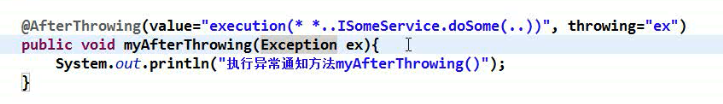 @AfterThrowing(value="execution(* *..ISomeService.doSome(..))", throwing="ex")
public void myAfterThrowing(Exception ex){
    System.out.println("执行异常通知方法myAfterThrowing()");
}